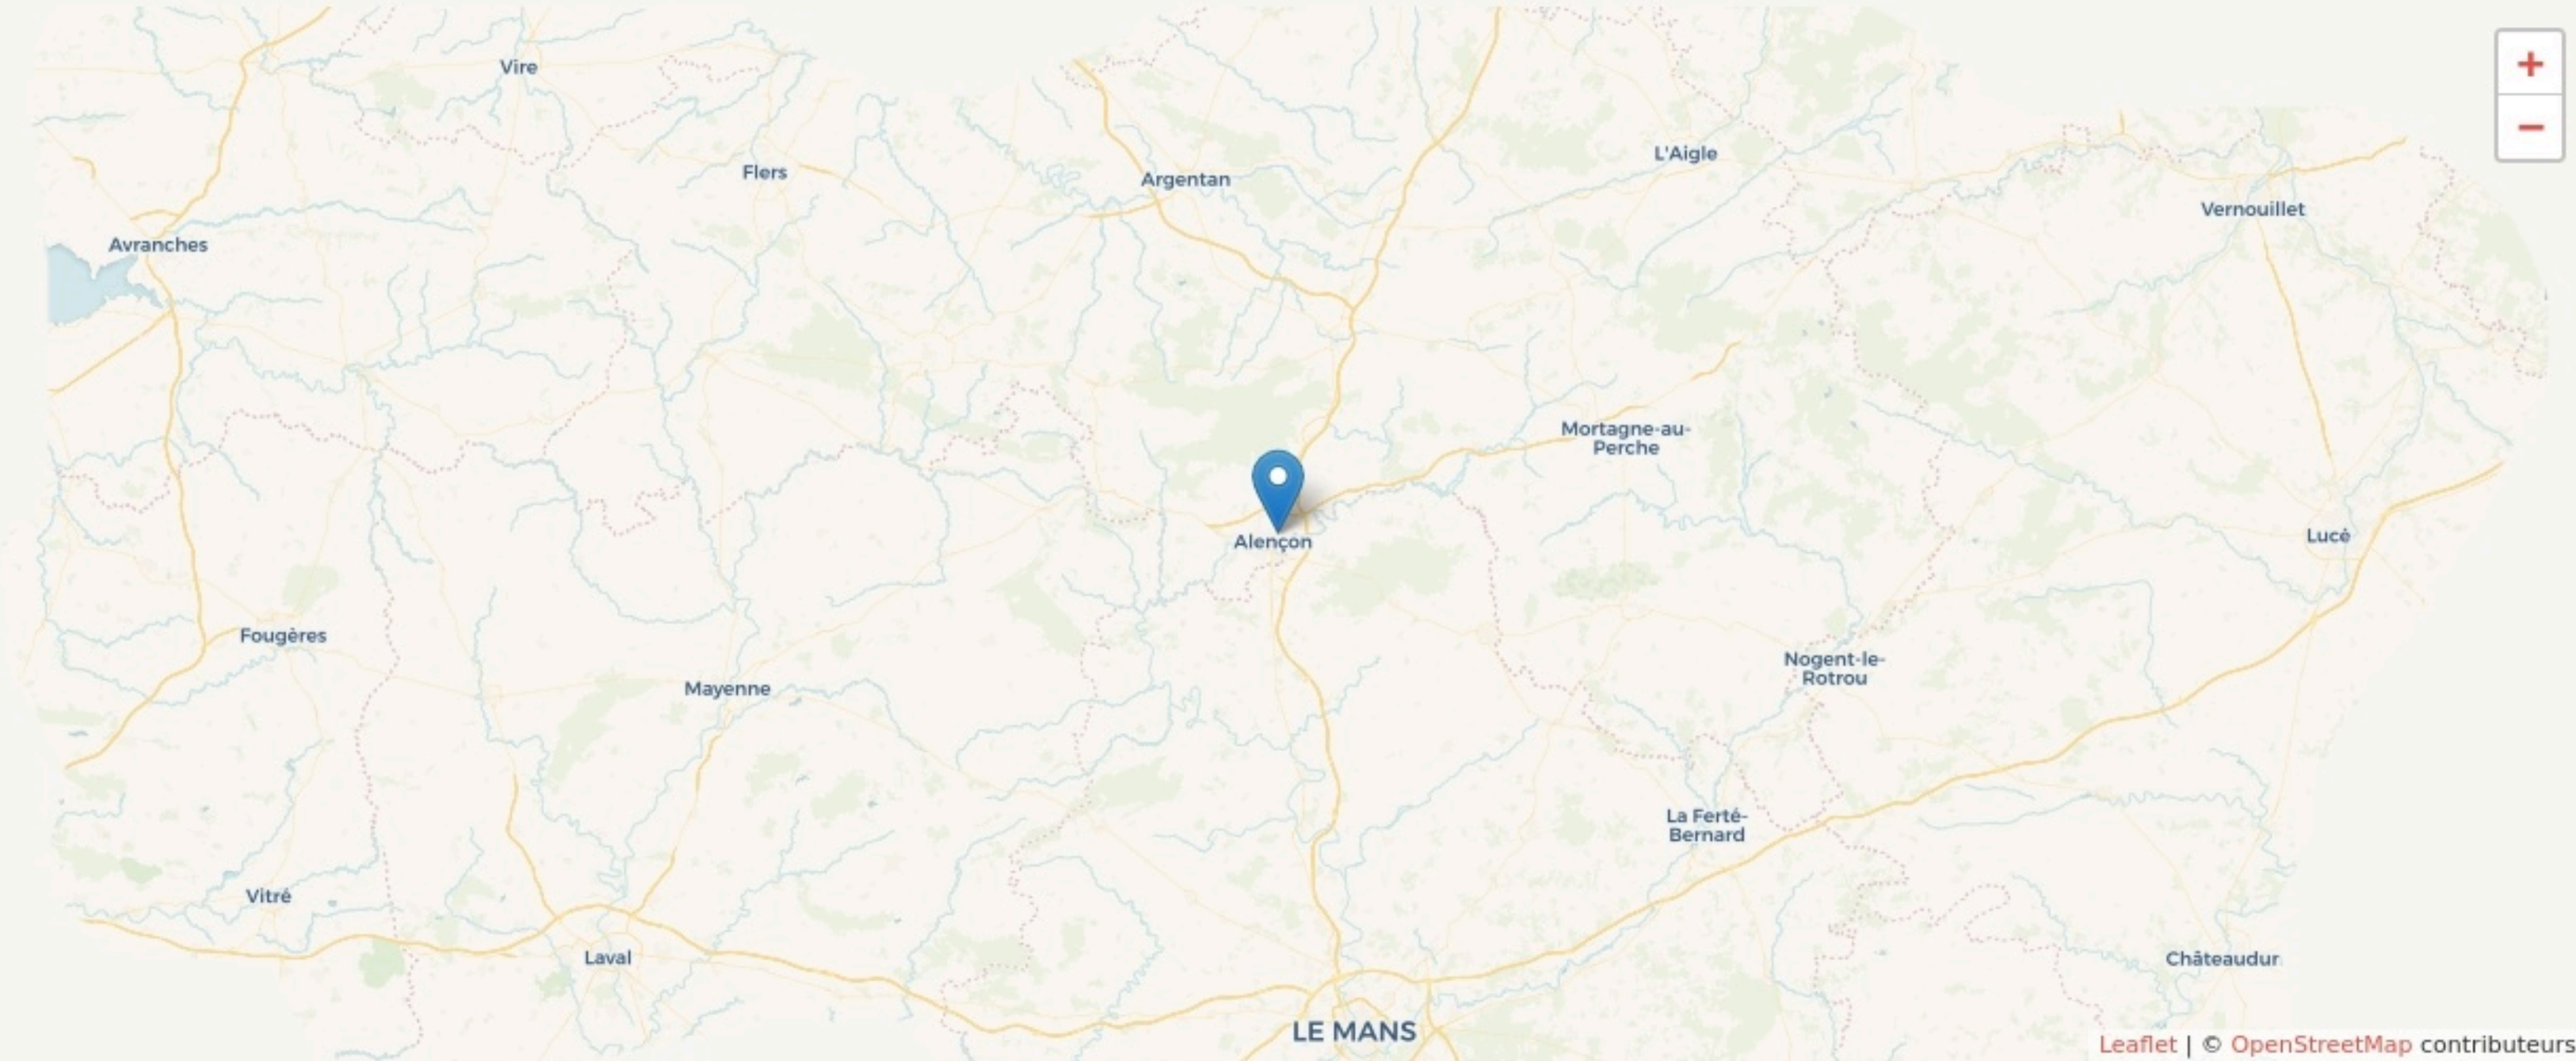 Vire
+
−
L'Aigle
Flers
Argentan
Vernouillet
Avranches
Mortagne-au-
Perche
Alençon
Lucé
Fougères
Nogent-le-
Rotrou
Mayenne
La Ferté-
Bernard
Vitré
Laval
Châteaudur
LE MANS
Leaflet | © OpenStreetMap contributeurs